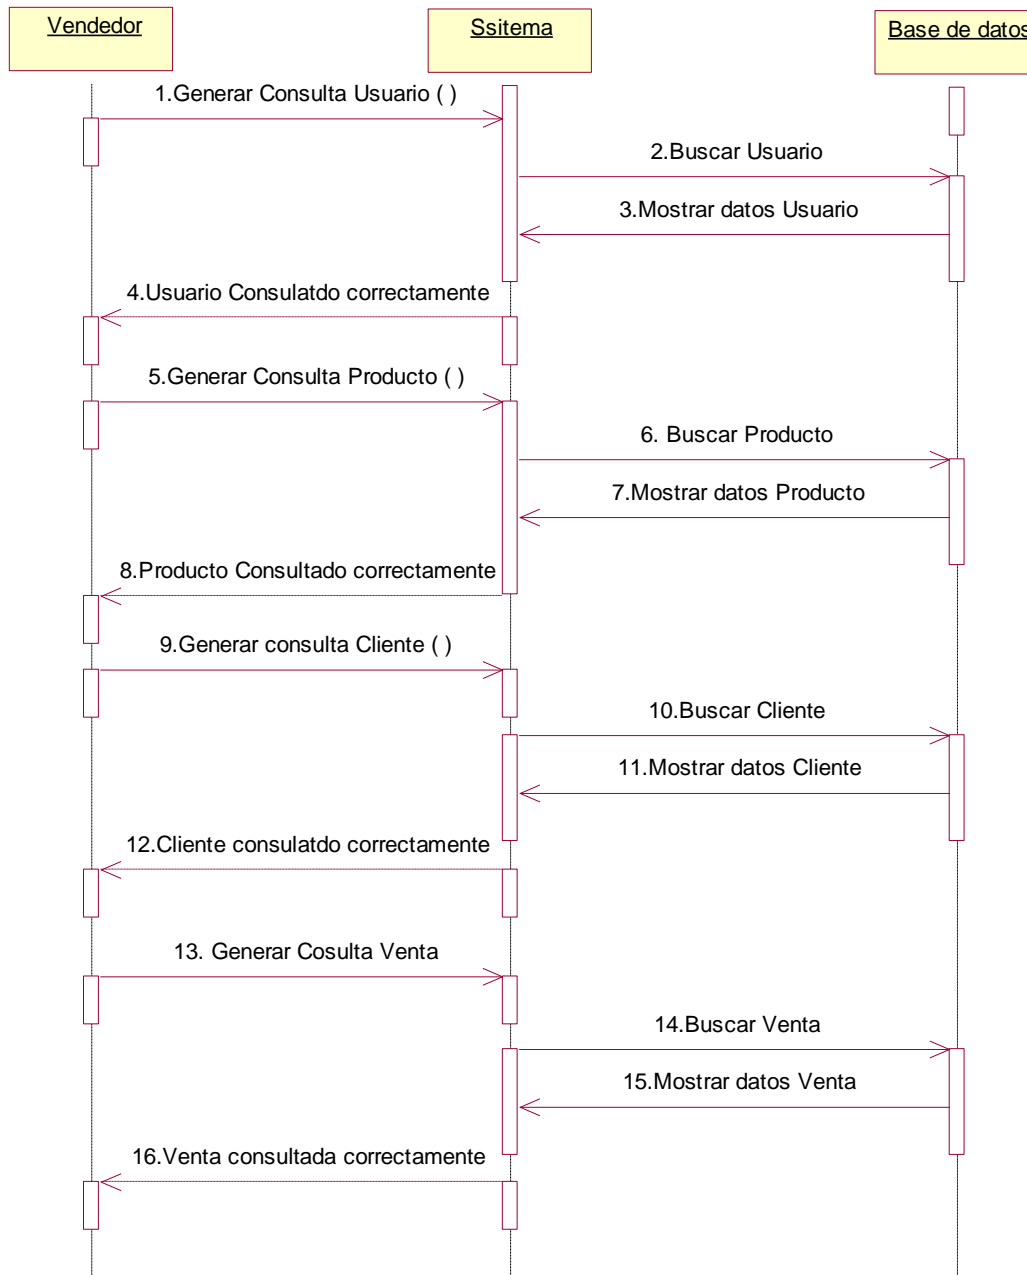 Vendedor
Ssitema
Base de datos
1.Generar Consulta Usuario ( )
2.Buscar Usuario
3.Mostrar datos Usuario
4.Usuario Consulatdo correctamente
5.Generar Consulta Producto ( )
6. Buscar Producto
7.Mostrar datos Producto
8.Producto Consultado correctamente
9.Generar consulta Cliente ( )
10.Buscar Cliente
11.Mostrar datos Cliente
12.Cliente consulatdo correctamente
13. Generar Cosulta Venta
14.Buscar Venta
15.Mostrar datos Venta
16.Venta consultada correctamente